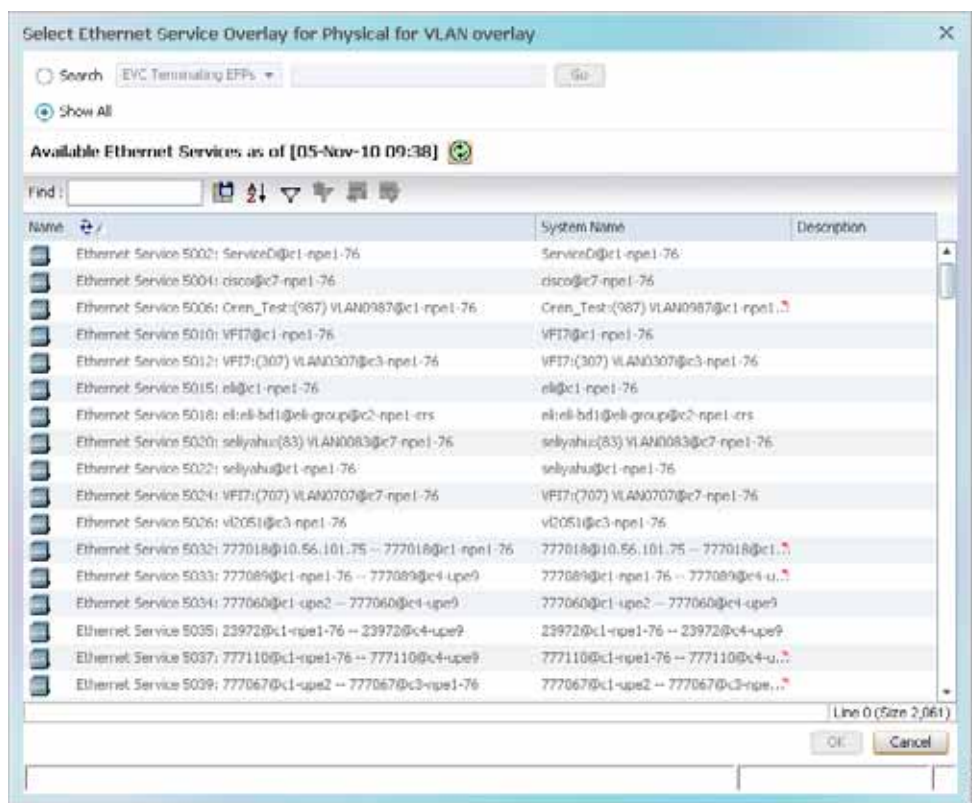 Select Ethernet Service Overlay for Physical for VLAN overlay
Search EVC Terminating EFPs Go
Show All
Available Ethernet Services as of [05-Nov-10 09:38]
Find :
Name System Name Description
Ethernet Service 5002: ServiceD@c1-npe1-76 ServiceD@c1-npe1-76
Ethernet Service 5004: cisco@c7-npe1-76 cisco@c7-npe1-76
Ethernet Service 5006: Oren_Test:(987) VLAN0987@c1-npe1-76 Oren_Test:(987) VLAN0987@c1-npe1...
Ethernet Service 5010: VFI7@c1-npe1-76 VFI7@c1-npe1-76
Ethernet Service 5012: VFI7:(307) VLAN0307@c3-npe1-76 VFI7:(307) VLAN0307@c3-npe1-76
Ethernet Service 5015: eli@c1-npe1-76 eli@c1-npe1-76
Ethernet Service 5018: eli:eli-bd1@eli-group@c2-npe1-crs eli:eli-bd1@eli-group@c2-npe1-crs
Ethernet Service 5020: seliyahu:(83) VLAN0083@c7-npe1-76 seliyahu:(83) VLAN0083@c7-npe1-76
Ethernet Service 5022: seliyahu@c1-npe1-76 seliyahu@c1-npe1-76
Ethernet Service 5024: VFI7:(707) VLAN0707@c7-npe1-76 VFI7:(707) VLAN0707@c7-npe1-76
Ethernet Service 5026: vl2051@c3-npe1-76 vl2051@c3-npe1-76
Ethernet Service 5032: 777018@10.56.101.75 -- 777018@c1-npe1-76 777018@10.56.101.75 -- 777018@c1...
Ethernet Service 5033: 777089@c1-npe1-76 -- 777089@c4-upe9 777089@c1-npe1-76 -- 777089@c4-u...
Ethernet Service 5034: 777060@c1-upe2 -- 777060@c4-upe9 777060@c1-upe2 -- 777060@c4-upe9
Ethernet Service 5035: 23972@c1-npe1-76 -- 23972@c4-upe9 23972@c1-npe1-76 -- 23972@c4-upe9
Ethernet Service 5037: 777110@c1-npe1-76 -- 777110@c4-upe9 777110@c1-npe1-76 -- 777110@c4-u...
Ethernet Service 5039: 777067@c1-upe2 -- 777067@c3-npe1-76 777067@c1-upe2 -- 777067@c3-npe...
Line 0 (Size 2,061)
OK Cancel